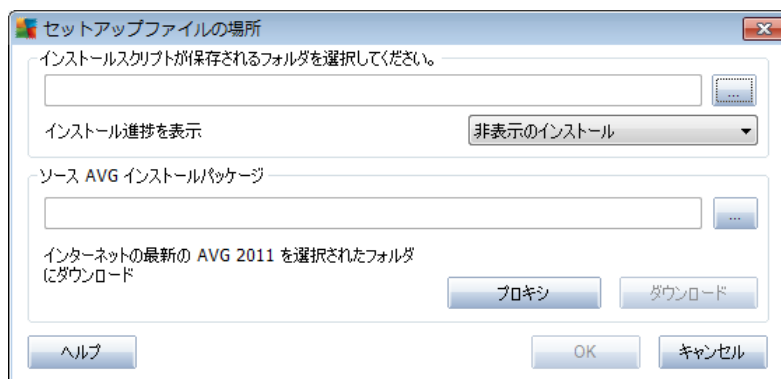 セットアップファイルの場所
インストールスクリプトが保存されるフォルダを選択してください。
...
インストール進捗を表示
非表示のインストール
ソース AVG インストールパッケージ
...
インターネットの最新の AVG 2011 を選択されたフォルダ
にダウンロード
プロキシ
ダウンロード
ヘルプ
OK
キャンセル